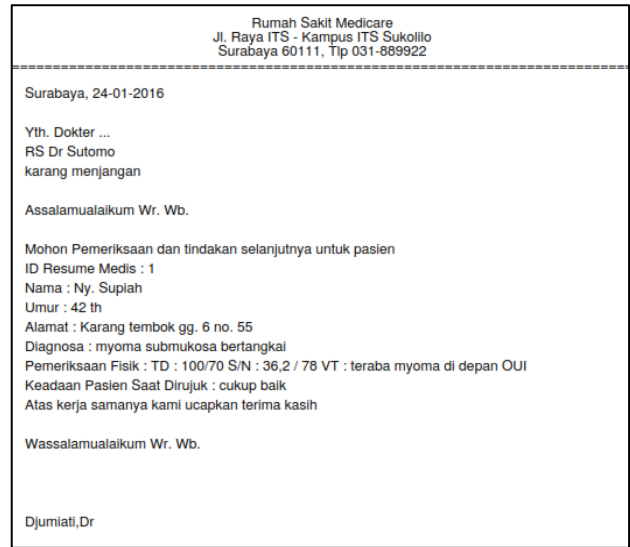 Rumah Sakit Medicare
Jl. Raya ITS - Kampus ITS Sukolilo
Surabaya 60111, Tlp 031-889922
Surabaya, 24-01-2016
Yth. Dokter ...
RS Dr Sutomo
karang menjangan
Assalamualaikum Wr. Wb.
Mohon Pemeriksaan dan tindakan selanjutnya untuk pasien
ID Resume Medis : 1
Nama : Ny. Supiah
Umur : 42 th
Alamat : Karang tembok gg. 6 no. 55
Diagnosa : myoma submukosa bertangkai
Pemeriksaan Fisik : TD : 100/70 S/N : 36,2 / 78 VT : teraba myoma di depan OUI
Keadaan Pasien Saat Dirujuk : cukup baik
Atas kerja samanya kami ucapkan terima kasih
Wassalamualaikum Wr. Wb.
Djumiati,Dr